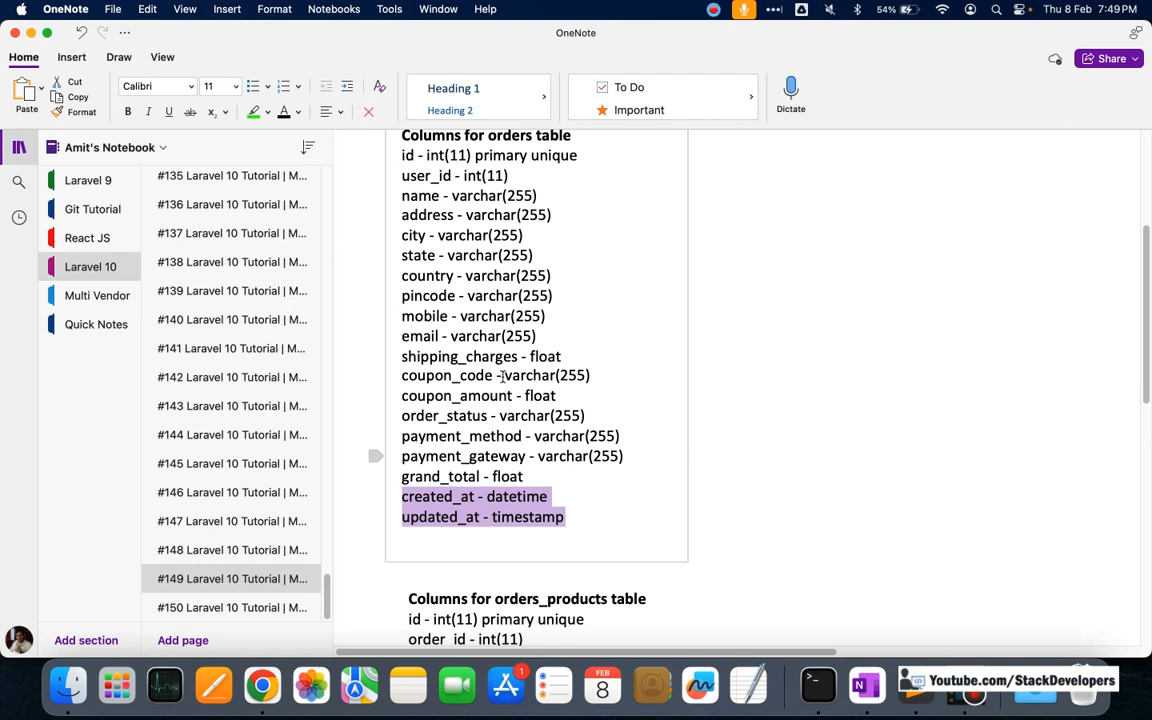 OneNote File Edit View Insert Format Notebooks Tools Window Help 54% Thu 8 Feb 7:49 PM
OneNote
Home Insert Draw View Share
Paste Cut Copy Format Calibri 11 Heading 1 Heading 2 To Do Important Dictate
B I U ab x₂ A
Amit's Notebook
Laravel 9
Git Tutorial
React JS
Laravel 10
Multi Vendor
Quick Notes
Add section
#135 Laravel 10 Tutorial | M...
#136 Laravel 10 Tutorial | M...
#137 Laravel 10 Tutorial | M...
#138 Laravel 10 Tutorial | M...
#139 Laravel 10 Tutorial | M...
#140 Laravel 10 Tutorial | M...
#141 Laravel 10 Tutorial | M...
#142 Laravel 10 Tutorial | M...
#143 Laravel 10 Tutorial | M...
#144 Laravel 10 Tutorial | M...
#145 Laravel 10 Tutorial | M...
#146 Laravel 10 Tutorial | M...
#147 Laravel 10 Tutorial | M...
#148 Laravel 10 Tutorial | M...
#149 Laravel 10 Tutorial | M...
#150 Laravel 10 Tutorial | M...
Add page
Columns for orders table
id - int(11) primary unique
user_id - int(11)
name - varchar(255)
address - varchar(255)
city - varchar(255)
state - varchar(255)
country - varchar(255)
pincode - varchar(255)
mobile - varchar(255)
email - varchar(255)
shipping_charges - float
coupon_code - varchar(255)
coupon_amount - float
order_status - varchar(255)
payment_method - varchar(255)
payment_gateway - varchar(255)
grand_total - float
created_at - datetime
updated_at - timestamp
Columns for orders_products table
id - int(11) primary unique
order_id - int(11)
FEB
8
1
Youtube.com/StackDevelopers